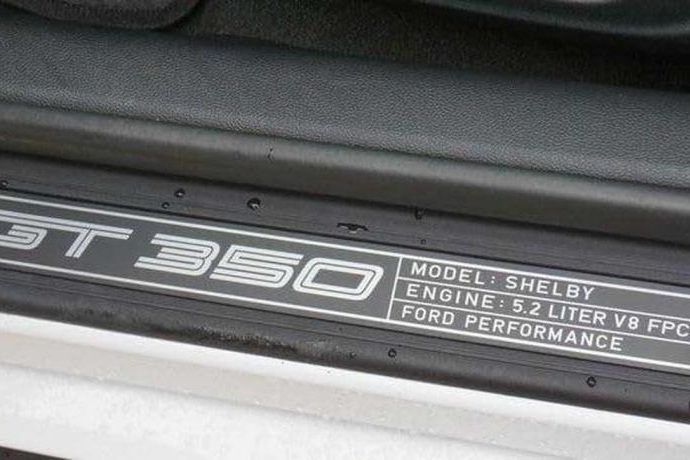 GT 350
MODEL: SHELBY
ENGINE: 5.2 LITER V8 FPC
FORD PERFORMANCE